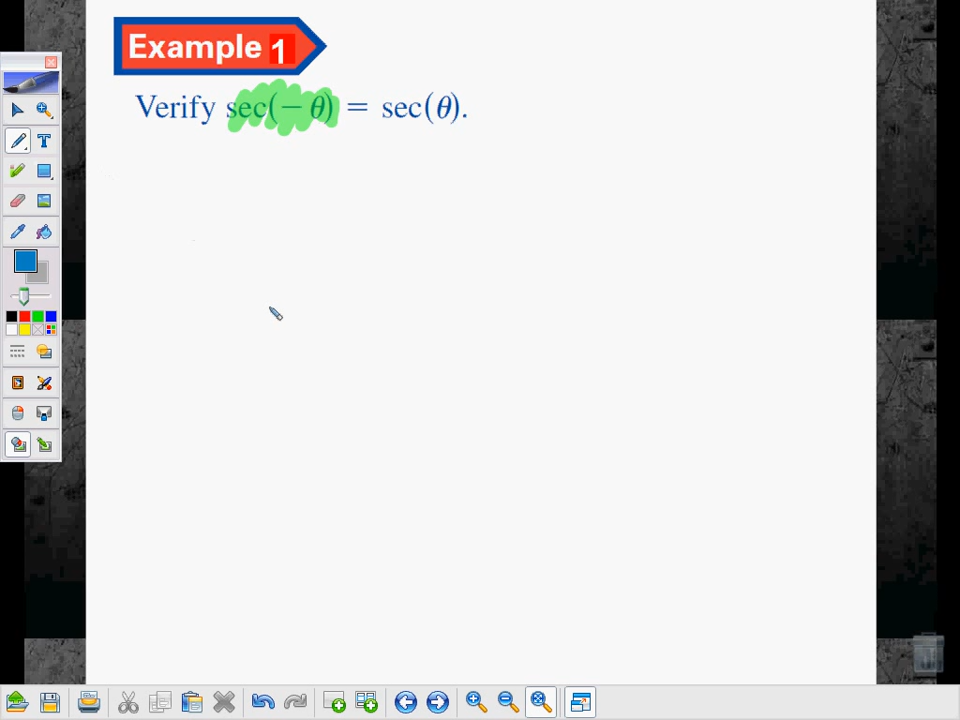 Example 1
Verify sec(− θ) = sec(θ).
T